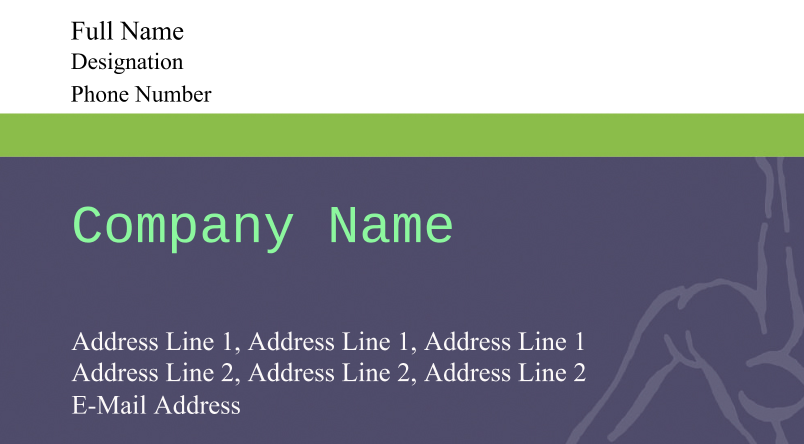 Full Name
Designation
Phone Number
Company Name
Address Line 1, Address Line 1, Address Line 1
Address Line 2, Address Line 2, Address Line 2
E-Mail Address